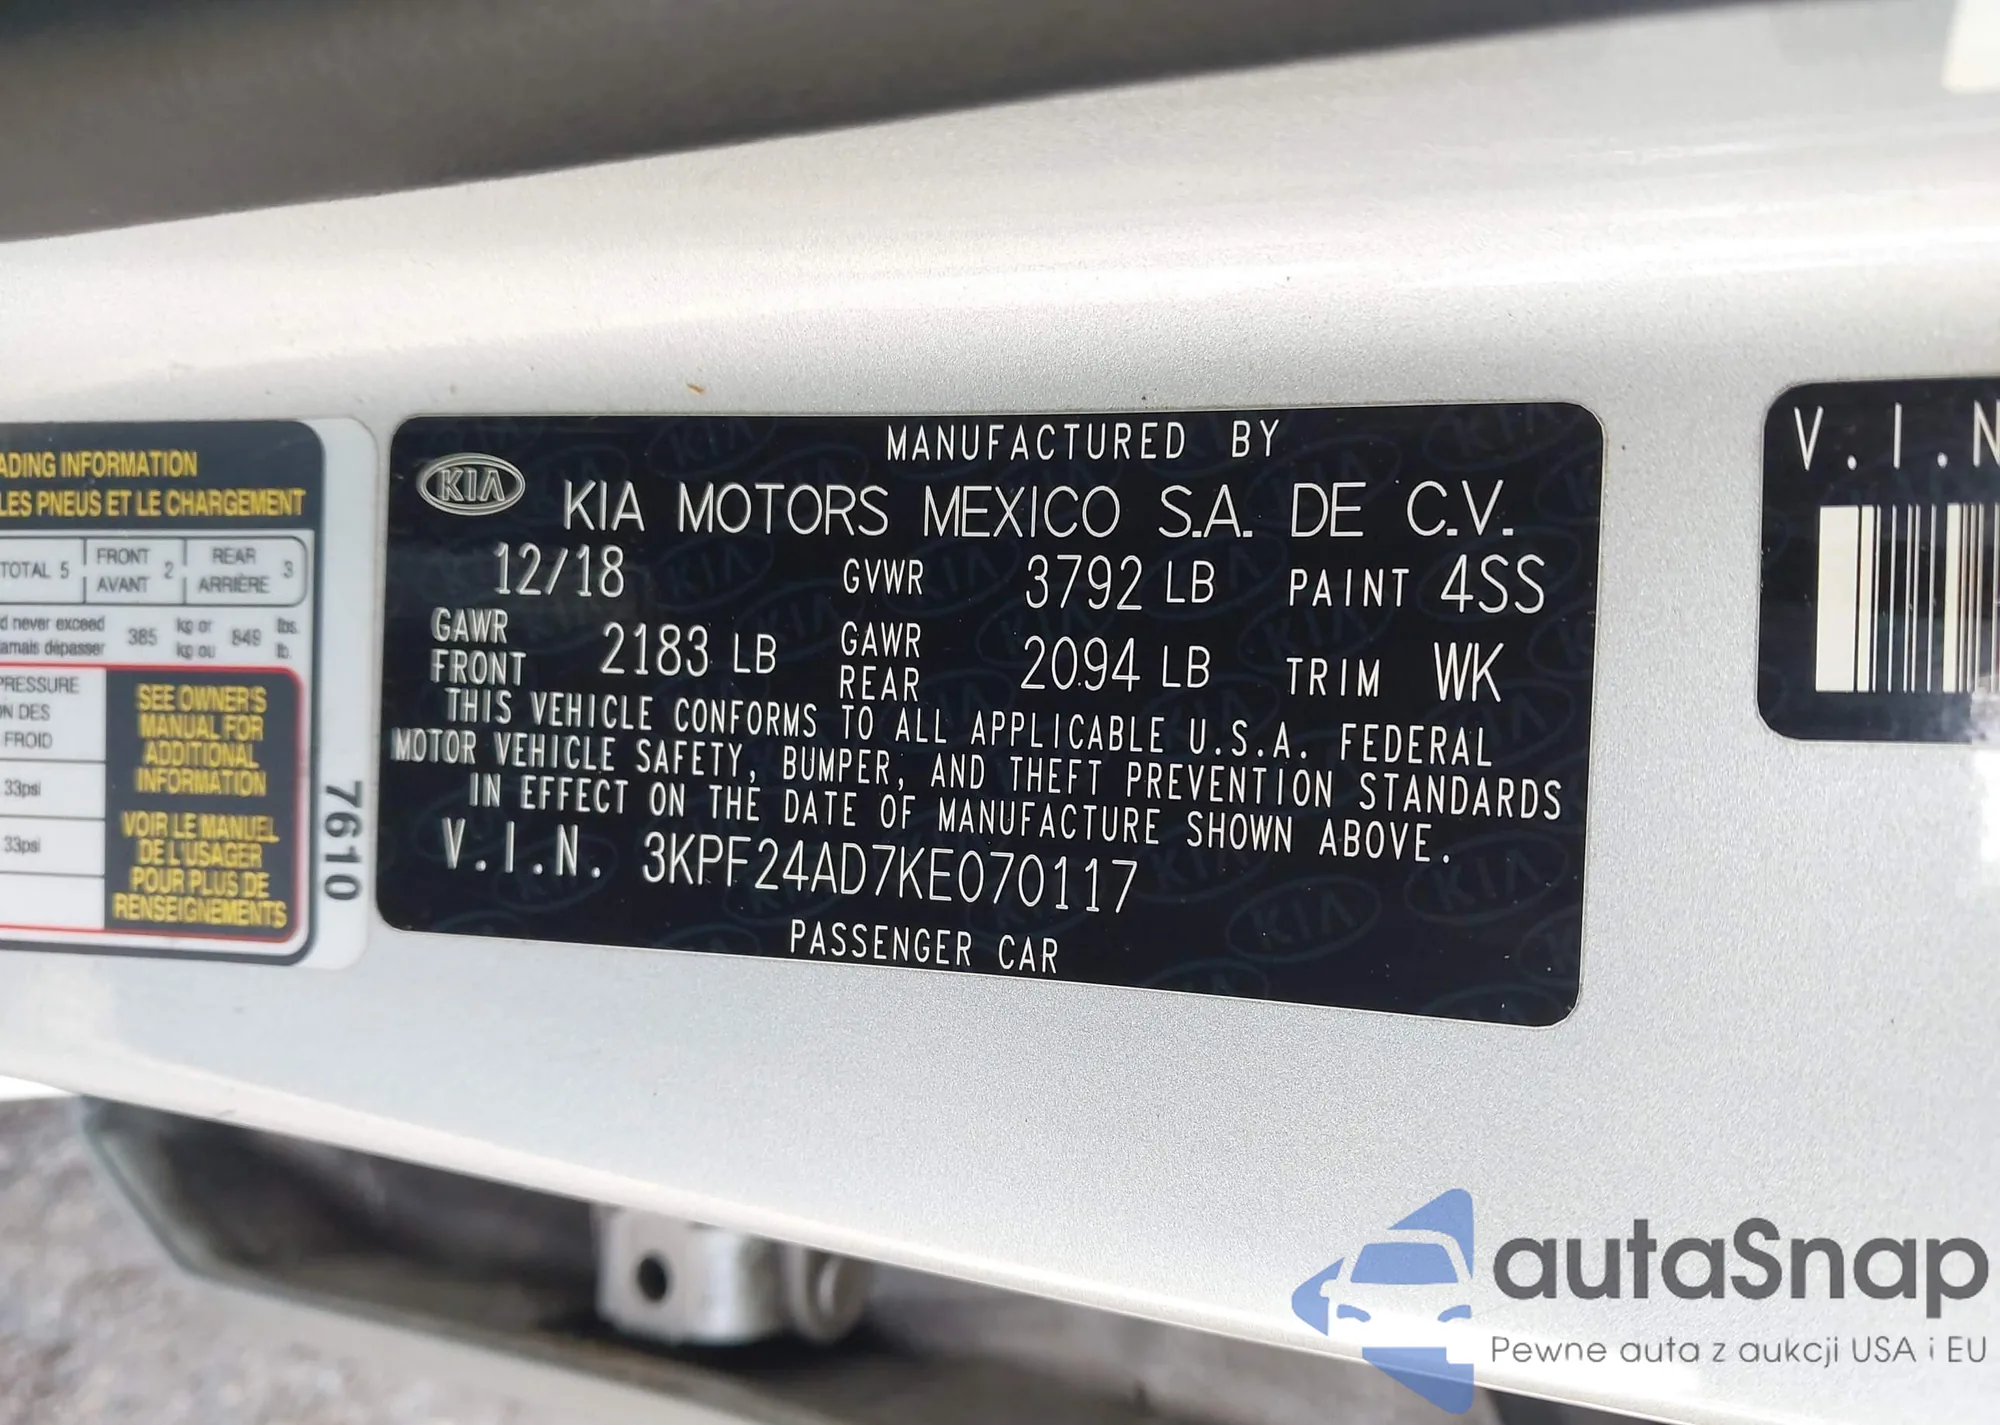 ADING INFORMATION
LES PNEUS ET LE CHARGEMENT
TOTAL 5 FRONT AVANT 2 REAR ARRIÈRE 3
d never exceed
amais dépasser
385 kg or kg ou 849 lbs. lb.
PRESSURE
ON DES
FROID
33psi
33psi
SEE OWNER'S
MANUAL FOR
ADDITIONAL
INFORMATION
VOIR LE MANUEL
DE L'USAGER
POUR PLUS DE
RENSEIGNEMENTS
7610
MANUFACTURED BY
KIA
KIA MOTORS MEXICO S.A. DE C.V.
12/18 GVWR 3792 LB PAINT 4SS
GAWR FRONT 2183 LB GAWR REAR 2094 LB TRIM WK
THIS VEHICLE CONFORMS TO ALL APPLICABLE U.S.A. FEDERAL
MOTOR VEHICLE SAFETY, BUMPER, AND THEFT PREVENTION STANDARDS
IN EFFECT ON THE DATE OF MANUFACTURE SHOWN ABOVE.
V.I.N. 3KPF24AD7KE070117
PASSENGER CAR
V.I.N
autaSnap
Pewne auta z aukcji USA i EU